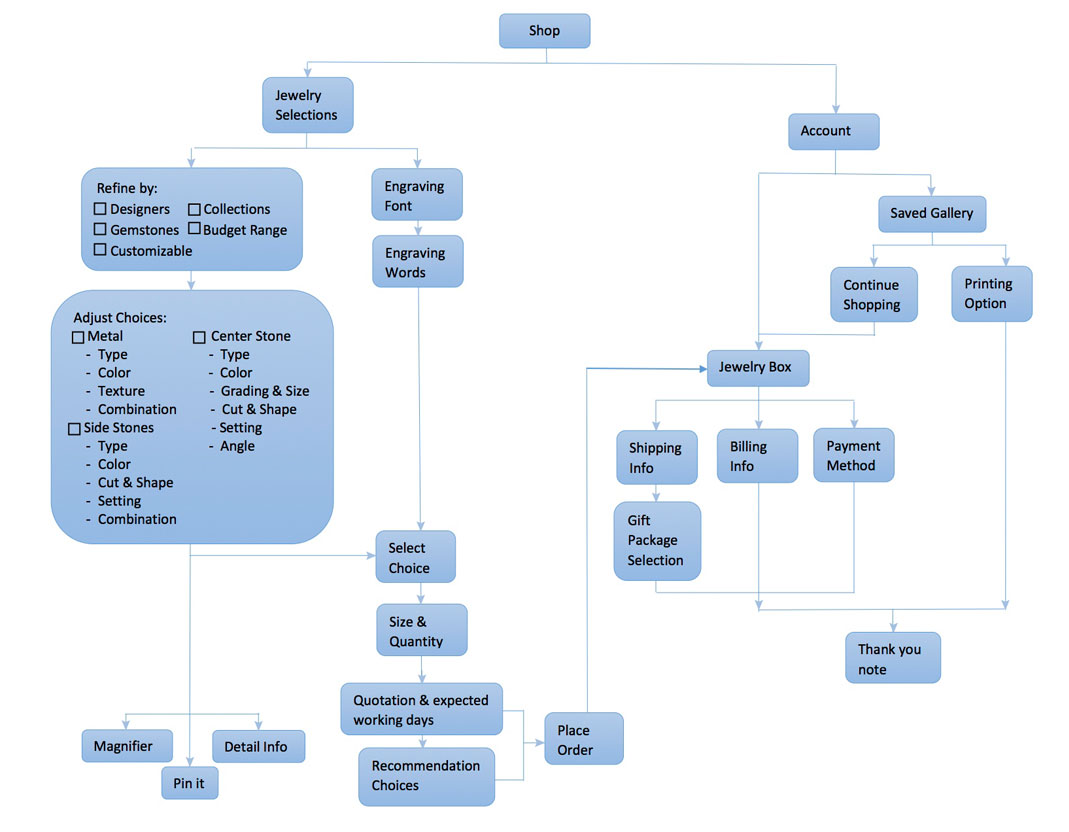 Shop
Jewelry
Selections
Account
Refine by:
Designers
Collections
Gemstones
Budget Range
Customizable
Engraving
Font
Engraving
Words
Saved Gallery
Continue
Shopping
Printing
Option
Adjust Choices:
Metal
- Type
- Color
- Texture
- Combination
Side Stones
- Type
- Color
- Cut & Shape
- Setting
- Combination
Center Stone
- Type
- Color
- Grading & Size
- Cut & Shape
- Setting
- Angle
Jewelry Box
Shipping
Info
Billing
Info
Payment
Method
Gift
Package
Selection
Select
Choice
Size &
Quantity
Thank you
note
Quotation & expected
working days
Place
Order
Recommendation
Choices
Magnifier
Detail Info
Pin it